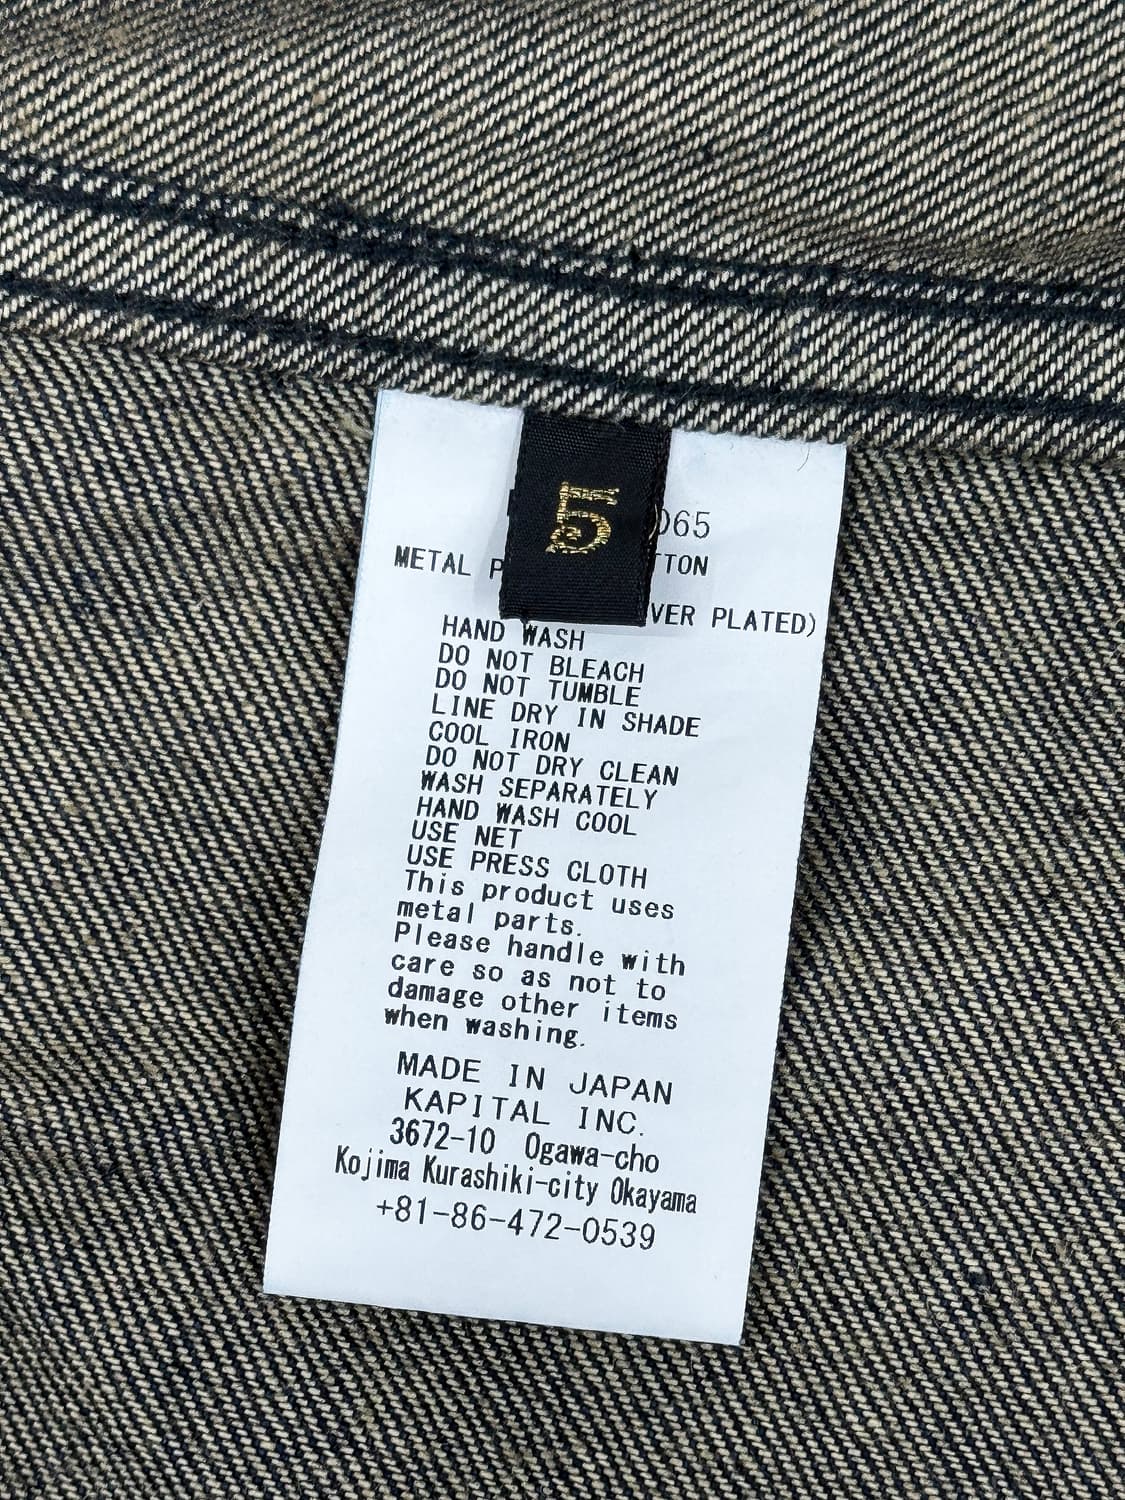 5
065
METAL
(VER PLATED)
HAND WASH
DO NOT BLEACH
DO NOT TUMBLE
LINE DRY IN SHADE
COOL IRON
DO NOT DRY CLEAN
WASH SEPARATELY
HAND WASH COOL
USE NET
USE PRESS CLOTH
This product uses
metal parts.
Please handle with
care so as not to
damage other items
when washing.
MADE IN JAPAN
KAPITAL INC.
3672-10 Ogawa-cho
Kojima Kurashiki-city Okayama
+81-86-472-0539